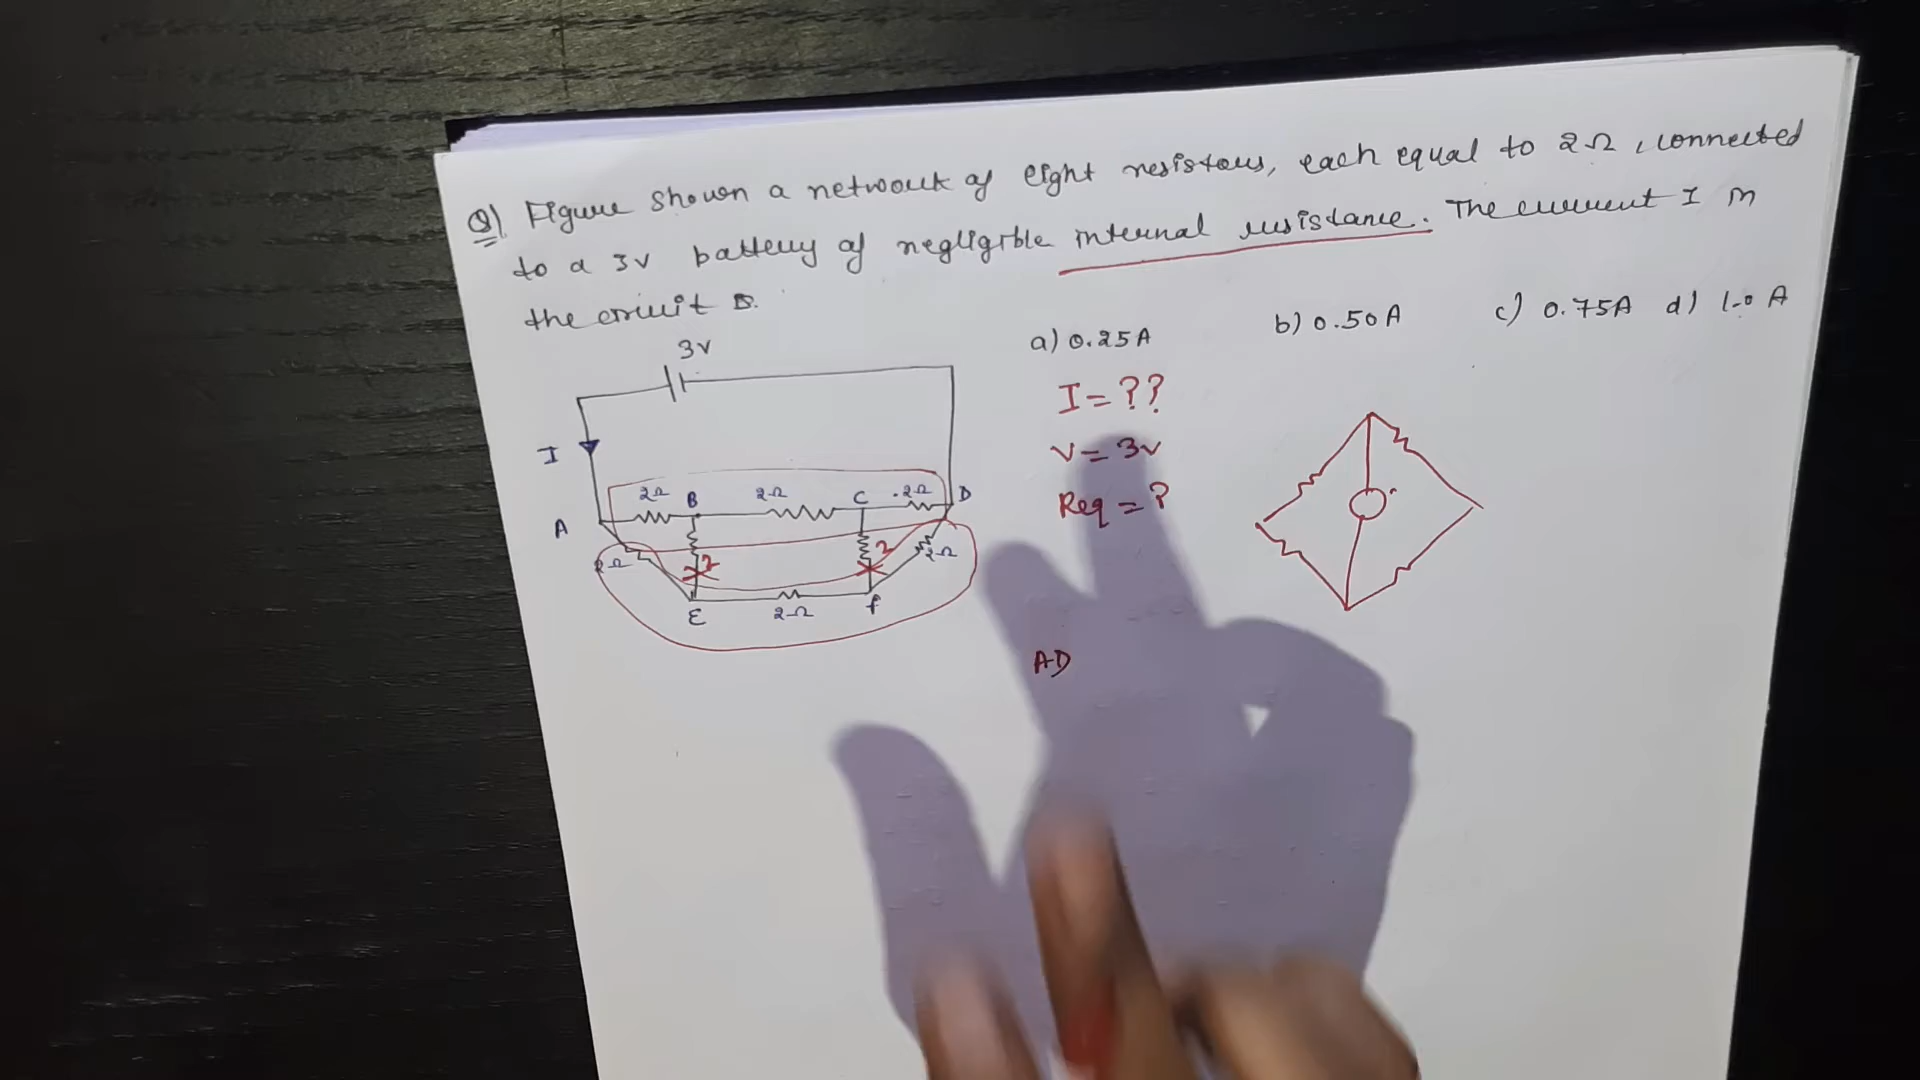 Q) Figure shown a network of eight resistors, each equal to 2Ω, connected
to a 3V battery of negligible internal resistance. The current I in
the circuit is.
a) 0.25A b) 0.50A c) 0.75A d) 1.0 A
3V
I = ??
I
V = 3V
2Ω B 2Ω C 2Ω D
Req = ?
A
2Ω 2 2 2Ω
E 2Ω f
AD